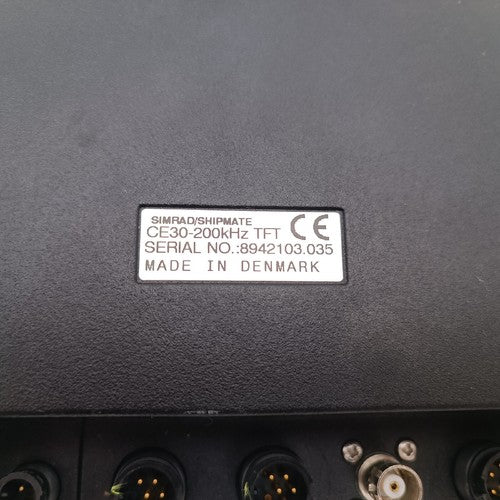 SIMRAD/SHIPMATE
CE30-200kHz TFT CE
SERIAL NO.:8942103.035
MADE IN DENMARK